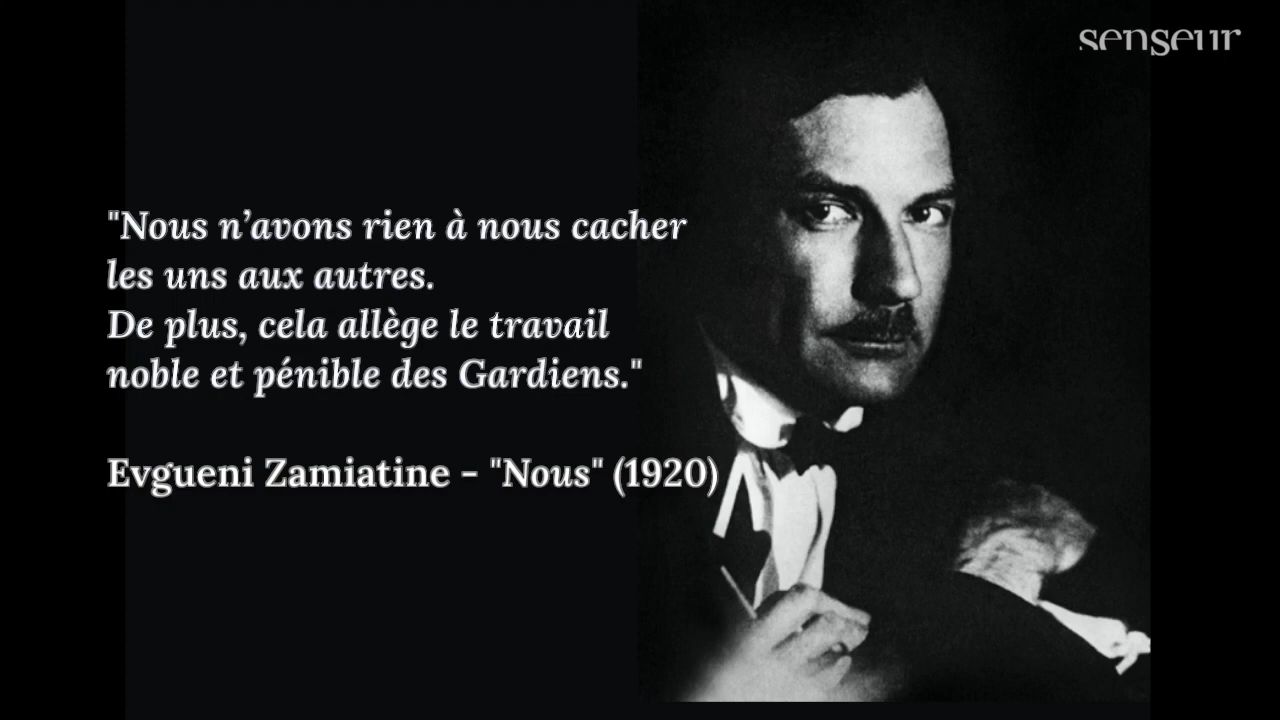 senseur
"Nous n’avons rien à nous cacher
les uns aux autres.
De plus, cela allège le travail
noble et pénible des Gardiens."
Evgueni Zamiatine - "Nous" (1920)